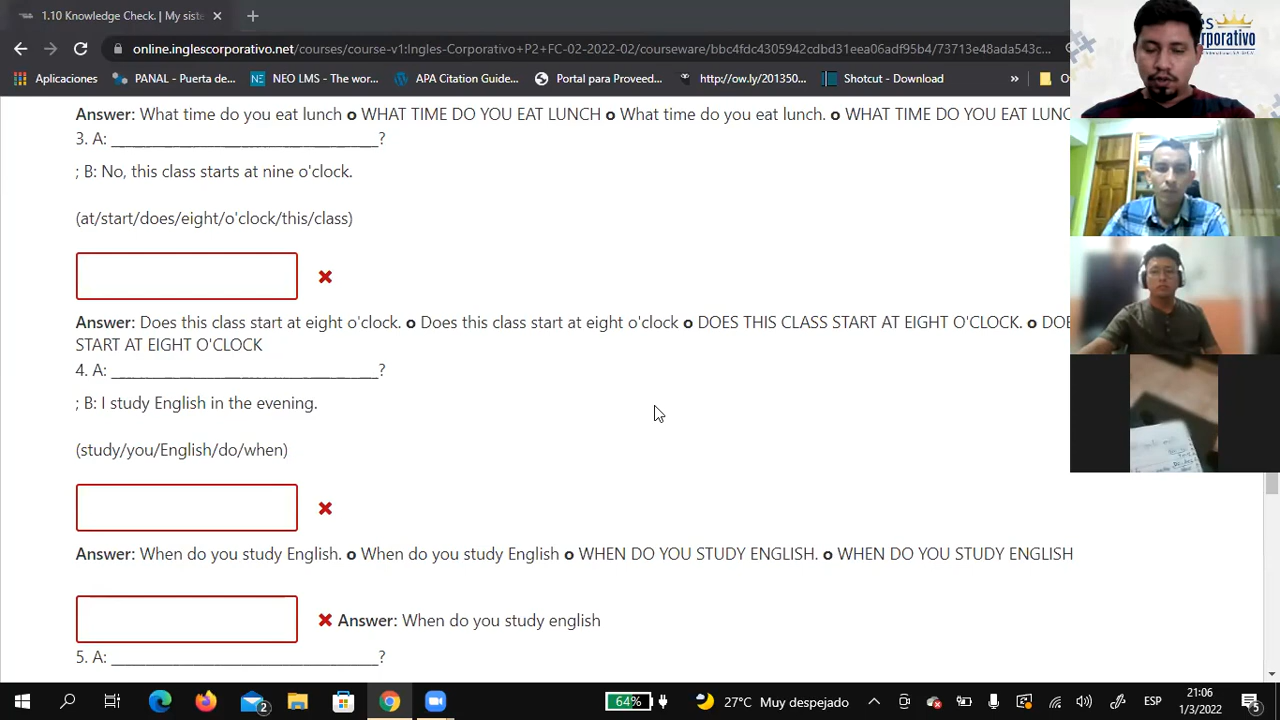 1.10 Knowledge Check. | My siste
online.inglescorporativo.net/courses/course-v1:Ingles-Corporativo+P2+TC-02-2022-02/courseware/bbc4fdc4305942cdbd31eea06adf95b4/73713e48ada543c...
Aplicaciones PANAL - Puerta de... NEO LMS - The wor... APA Citation Guide... Portal para Proveed... http://ow.ly/201350... Shotcut - Download » O
és
orporativo
Answer: What time do you eat lunch o WHAT TIME DO YOU EAT LUNCH o What time do you eat lunch. o WHAT TIME DO YOU EAT LUNC
3. A: ______________________________?
; B: No, this class starts at nine o'clock.
(at/start/does/eight/o'clock/this/class)
Answer: Does this class start at eight o'clock. o Does this class start at eight o'clock o DOES THIS CLASS START AT EIGHT O'CLOCK. o DOE
START AT EIGHT O'CLOCK
4. A: ______________________________?
; B: I study English in the evening.
(study/you/English/do/when)
Answer: When do you study English. o When do you study English o WHEN DO YOU STUDY ENGLISH. o WHEN DO YOU STUDY ENGLISH
Answer: When do you study english
5. A: ______________________________?
64% 27°C Muy despejado ESP 21:06
1/3/2022
2
5